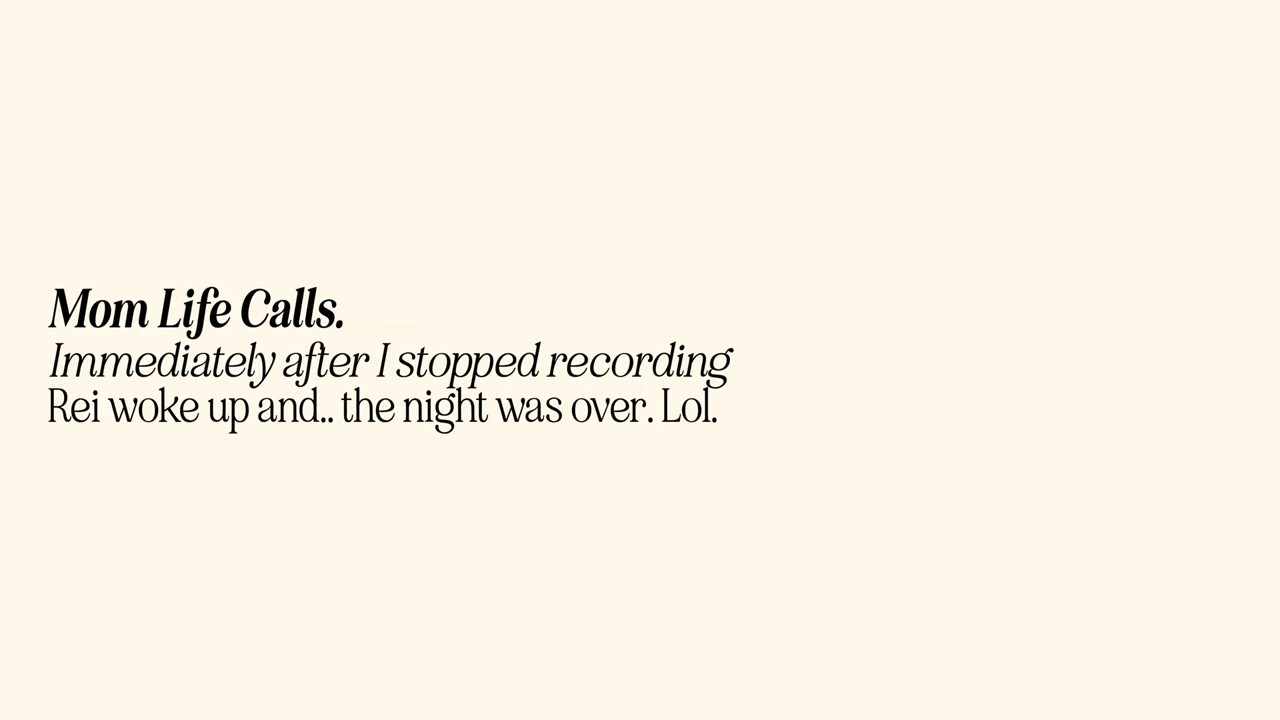 Mom Life Calls.
Immediately after I stopped recording
Rei woke up and.. the night was over. Lol.